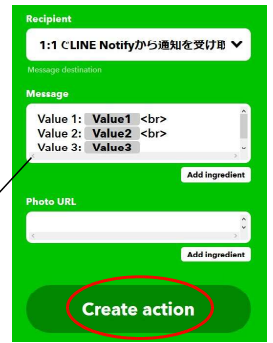 Recipient
1:1でLINE Notifyから通知を受け取
Message destination
Message
Value 1: Value1 <br>
Value 2: Value2 <br>
Value 3: Value3
Add ingredient
Photo URL
Add ingredient
Create action